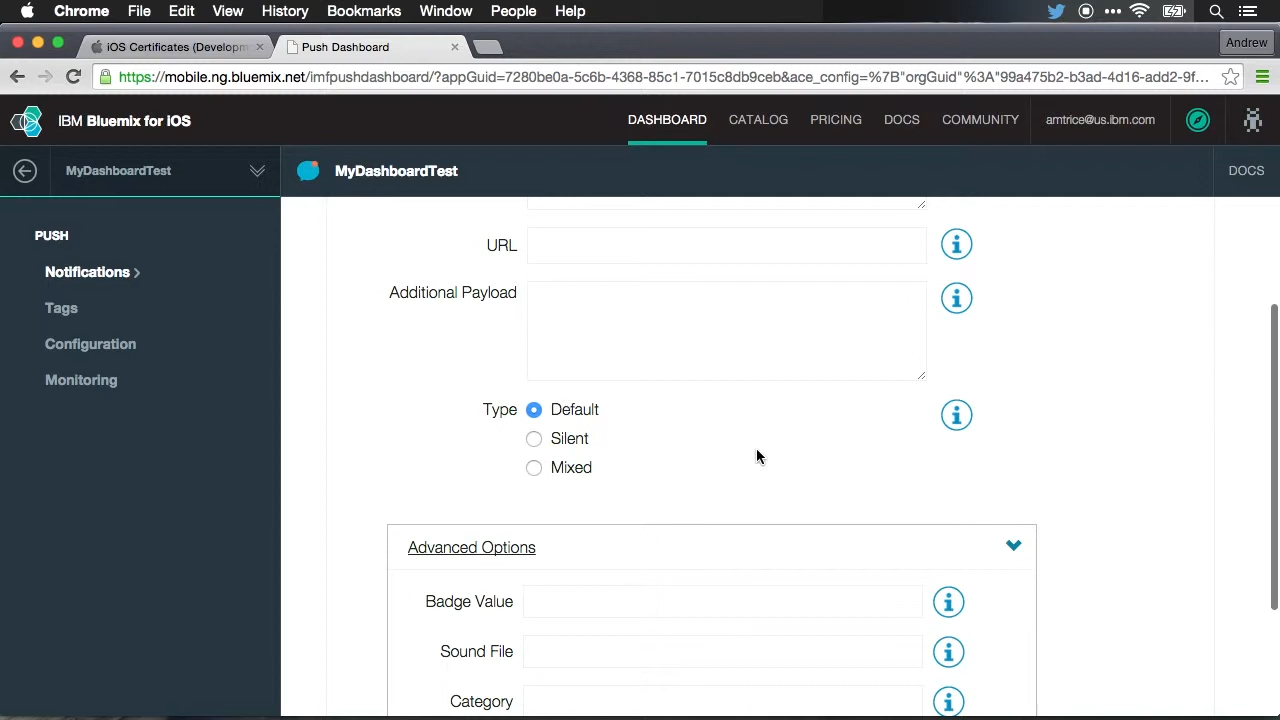 Chrome File Edit View History Bookmarks Window People Help
iOS Certificates (Developm
Push Dashboard
Andrew
https://mobile.ng.bluemix.net/imfpushdashboard/?appGuid=7280be0a-5c6b-4368-85c1-7015c8db9ceb&ace_config=%7B"orgGuid"%3A"99a475b2-b3ad-4d16-add2-9f...
IBM Bluemix for iOS
DASHBOARD CATALOG PRICING DOCS COMMUNITY amtrice@us.ibm.com
MyDashboardTest
MyDashboardTest
DOCS
PUSH
Notifications
Tags
Configuration
Monitoring
URL
Additional Payload
Type Default
Silent
Mixed
Advanced Options
Badge Value
Sound File
Category